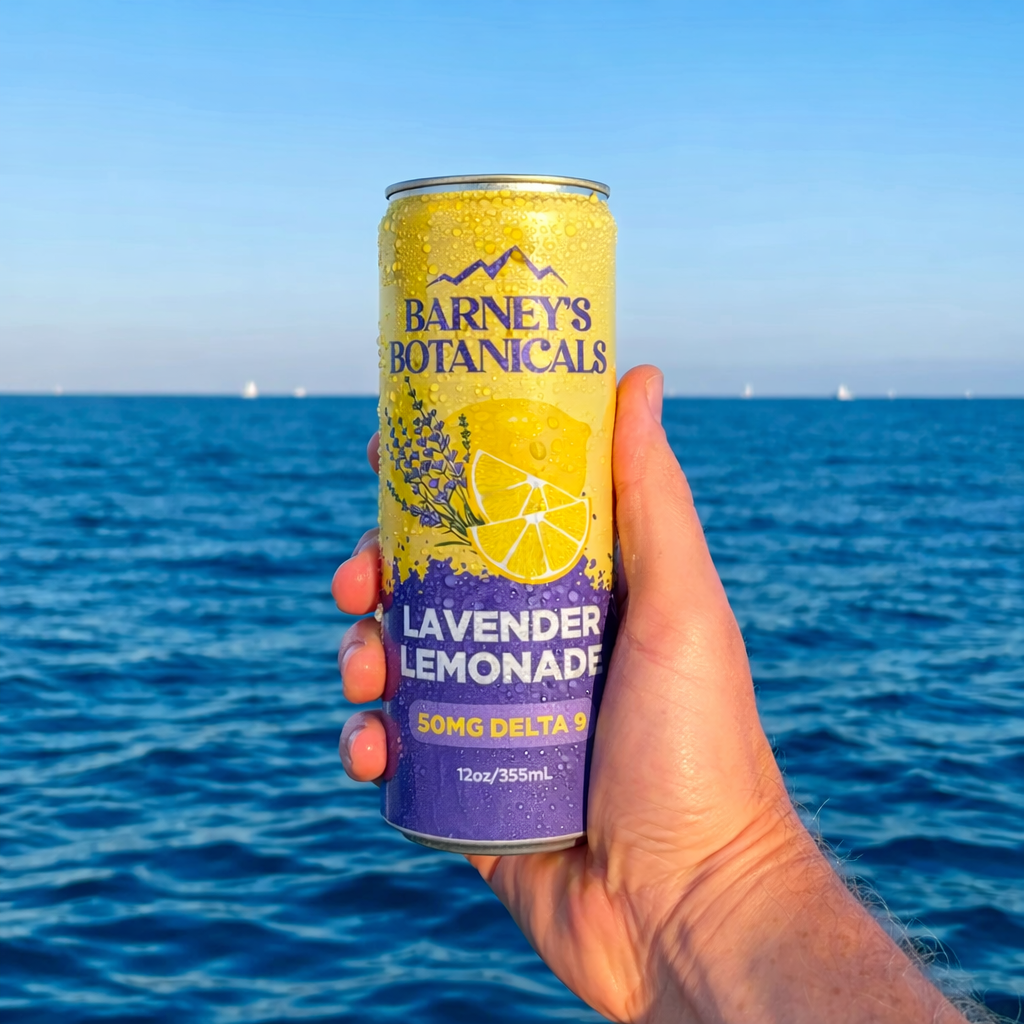 BARNEY'S
BOTANICALS
LAVENDER
LEMONADE
50MG DELTA 9
12oz/355mL